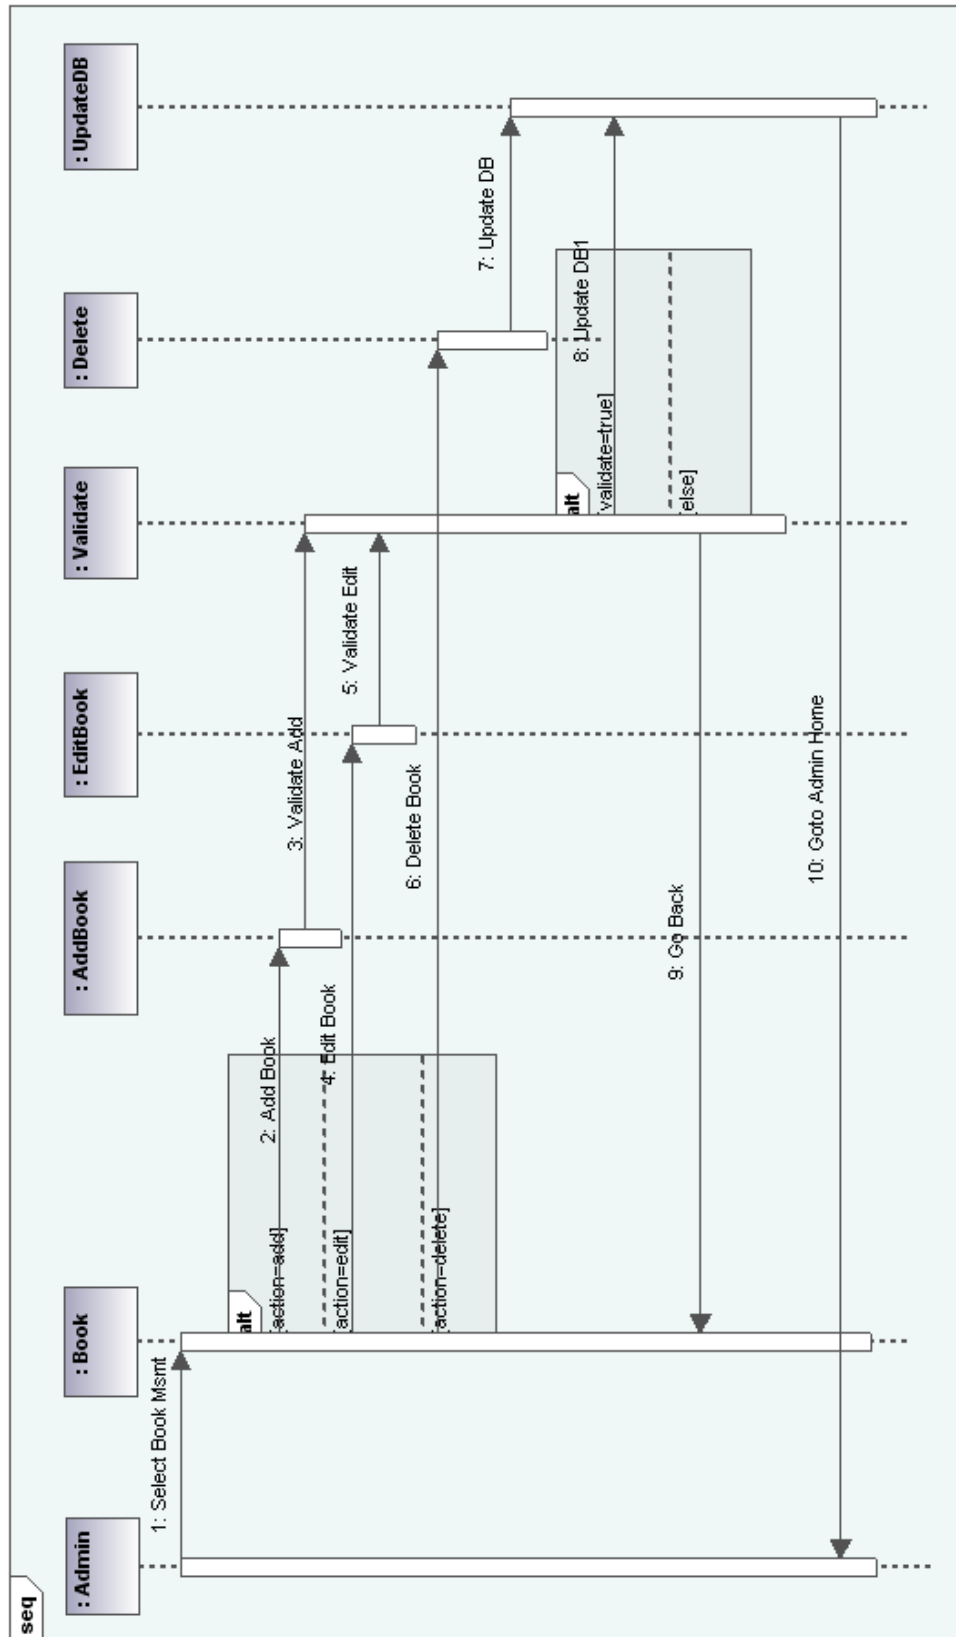 seq
: Admin
: Book
: AddBook
: EditBook
: Validate
: Delete
: UpdateDB
1: Select Book Msmt
alt
[action=add]
2: Add Book
3: Validate Add
[action=edit]
4: Edit Book
5: Validate Edit
[action=delete]
6: Delete Book
7: Update DB
alt
[validate=true]
8: Update DB1
[else]
9: Go Back
10: Goto Admin Home